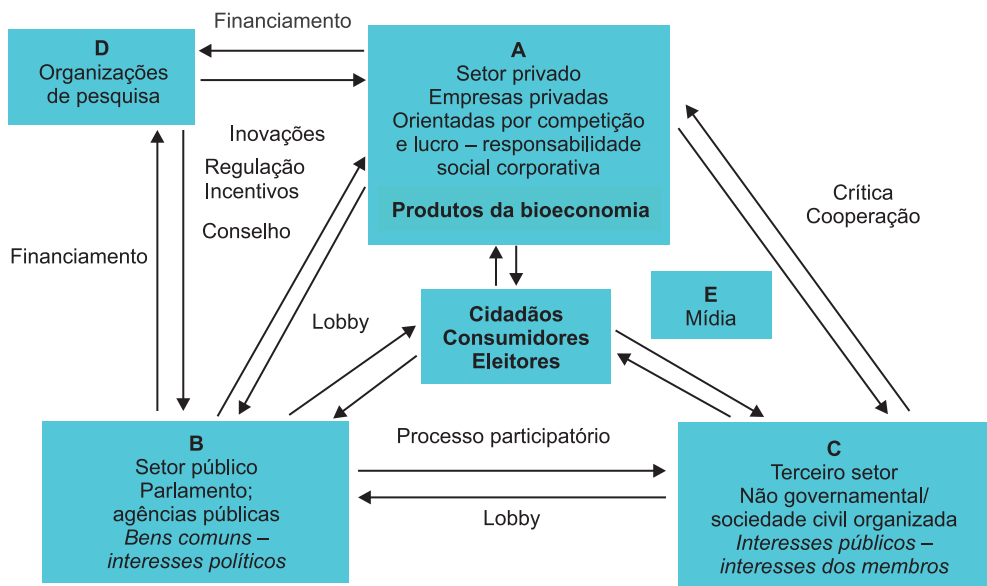 Financiamento
D
Organizações
de pesquisa
A
Setor privado
Empresas privadas
Orientadas por competição
e lucro – responsabilidade
social corporativa
Produtos da bioeconomia
Inovações
Regulação
Incentivos
Conselho
Financiamento
Lobby
Crítica
Cooperação
E
Mídia
Cidadãos
Consumidores
Eleitores
B
Setor público
Parlamento;
agências públicas
Bens comuns –
interesses políticos
Processo participatório
Lobby
C
Terceiro setor
Não governamental/
sociedade civil organizada
Interesses públicos –
interesses dos membros